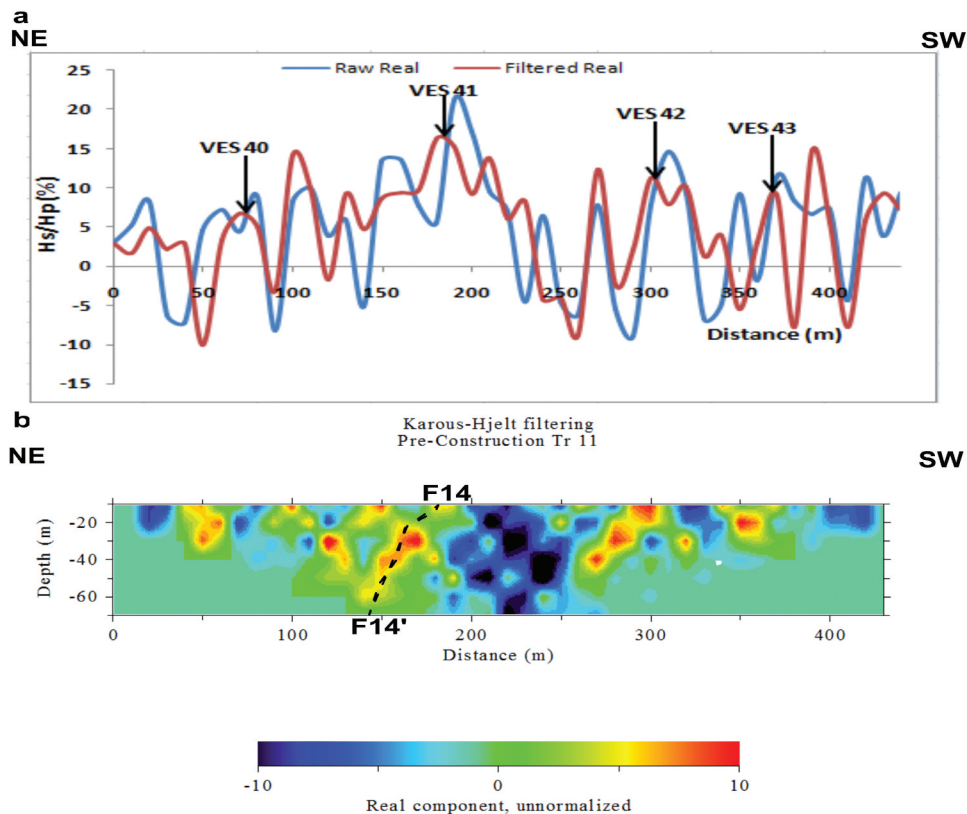 a
NE SW
Raw Real Filtered Real
25
20
15
10
5
0
-5
-10
-15
Hs/Hp(%)
VES 40
VES 41
VES 42
VES 43
0 50 100 150 200 250 300 350 400
Distance (m)
b
Karous-Hjelt filtering
Pre-Construction Tr 11
NE SW
F14
-20
-40
-60
Depth (m)
F14'
0 100 200 300 400
Distance (m)
-10 0 10
Real component, unnormalized